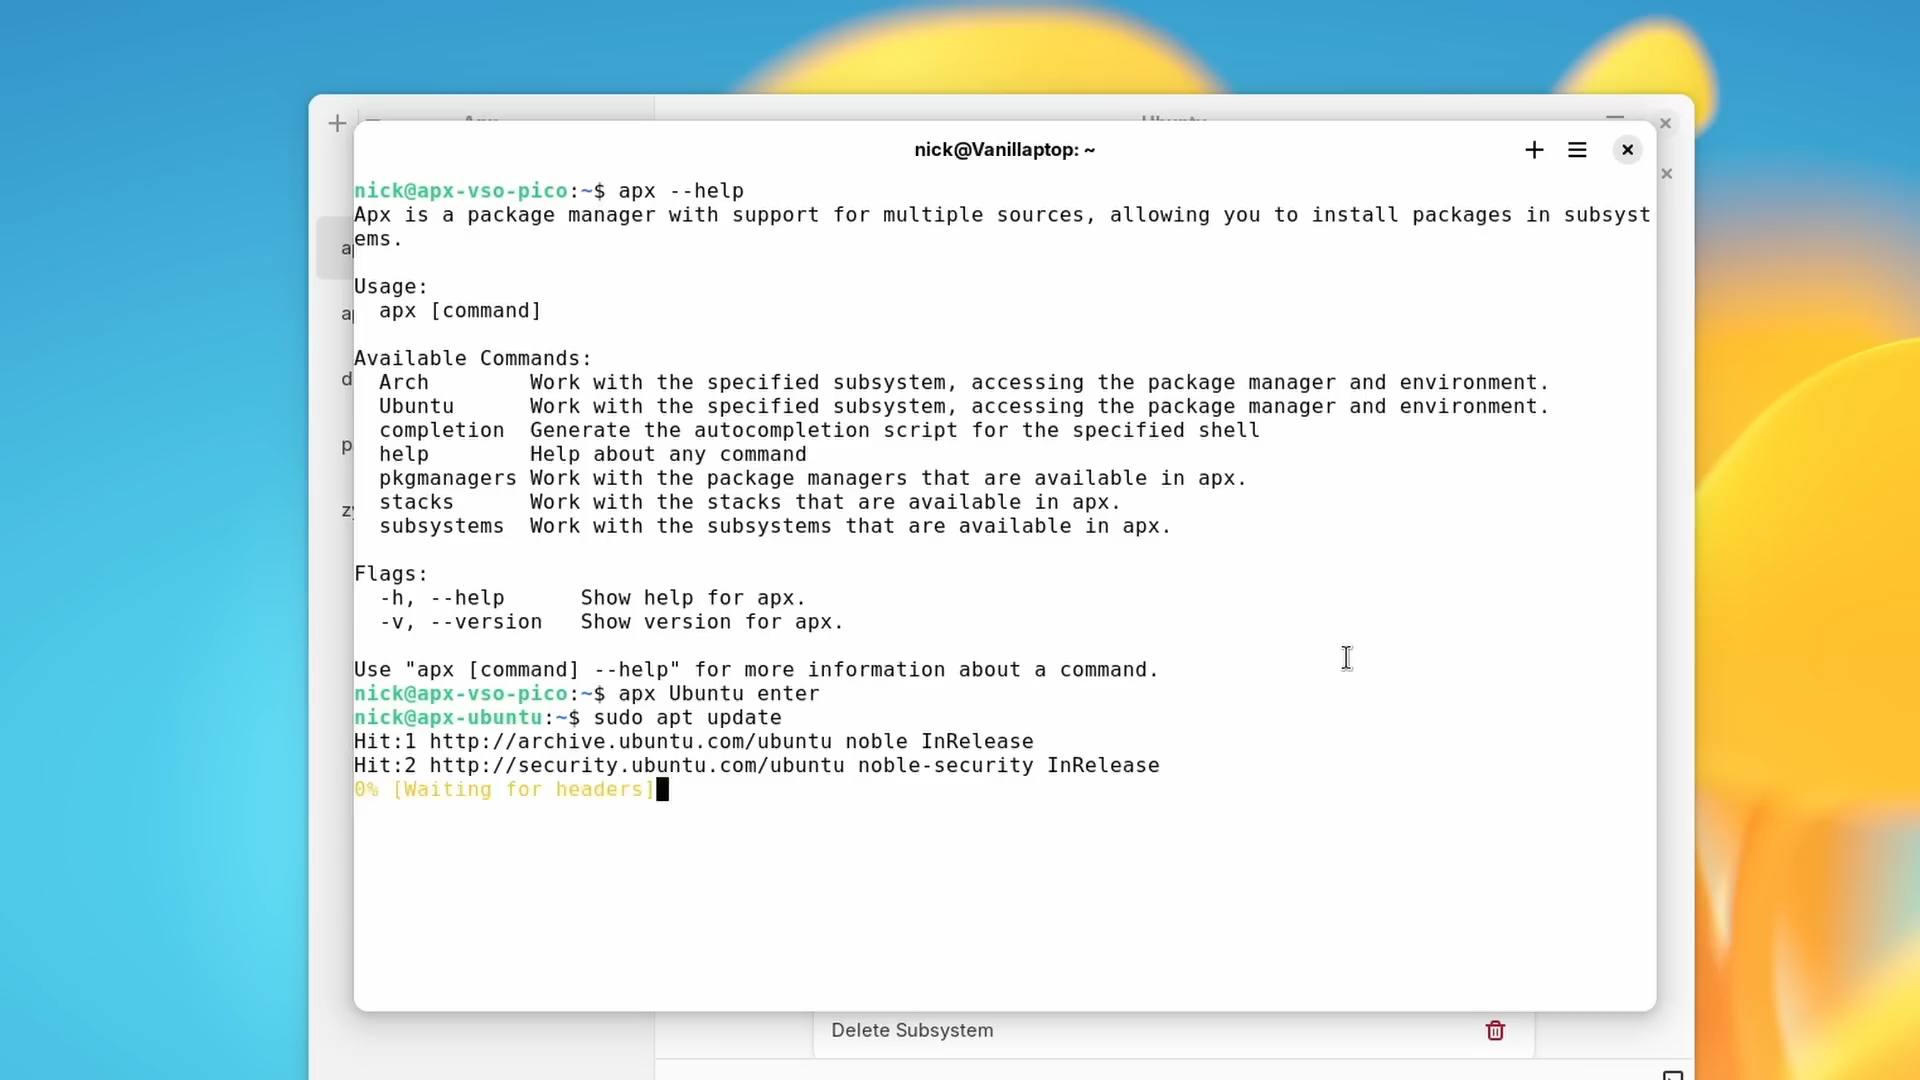 nick@Vanillaptop: ~
nick@apx-vso-pico:~$ apx --help
Apx is a package manager with support for multiple sources, allowing you to install packages in subsyst
ems.
Usage:
  apx [command]
Available Commands:
  Arch        Work with the specified subsystem, accessing the package manager and environment.
  Ubuntu      Work with the specified subsystem, accessing the package manager and environment.
  completion  Generate the autocompletion script for the specified shell
  help        Help about any command
  pkgmanagers Work with the package managers that are available in apx.
  stacks      Work with the stacks that are available in apx.
  subsystems  Work with the subsystems that are available in apx.
Flags:
  -h, --help      Show help for apx.
  -v, --version   Show version for apx.
Use "apx [command] --help" for more information about a command.
nick@apx-vso-pico:~$ apx Ubuntu enter
nick@apx-ubuntu:~$ sudo apt update
Hit:1 http://archive.ubuntu.com/ubuntu noble InRelease
Hit:2 http://security.ubuntu.com/ubuntu noble-security InRelease
0% [Waiting for headers]
Delete Subsystem